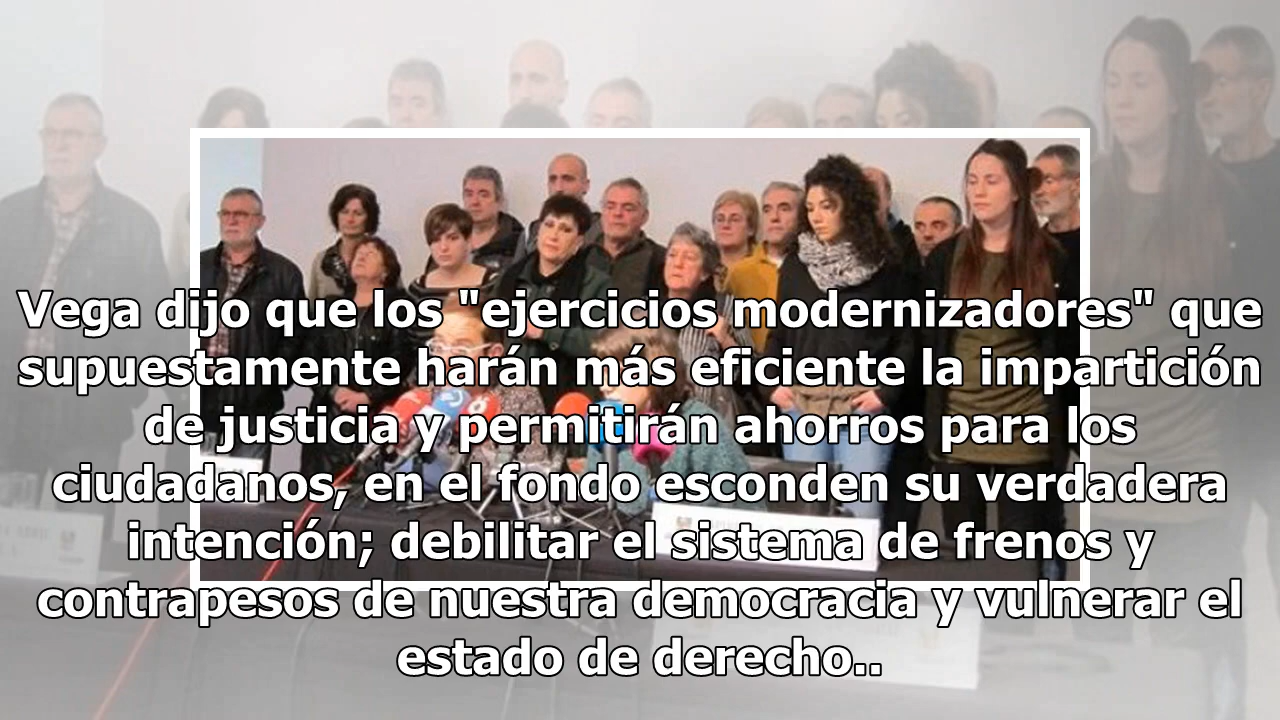 Vega dijo que los "ejercicios modernizadores" que
supuestamente harán más eficiente la impartición
de justicia y permitirán ahorros para los
ciudadanos, en el fondo esconden su verdadera
intención; debilitar el sistema de frenos y
contrapesos de nuestra democracia y vulnerar el
estado de derecho..